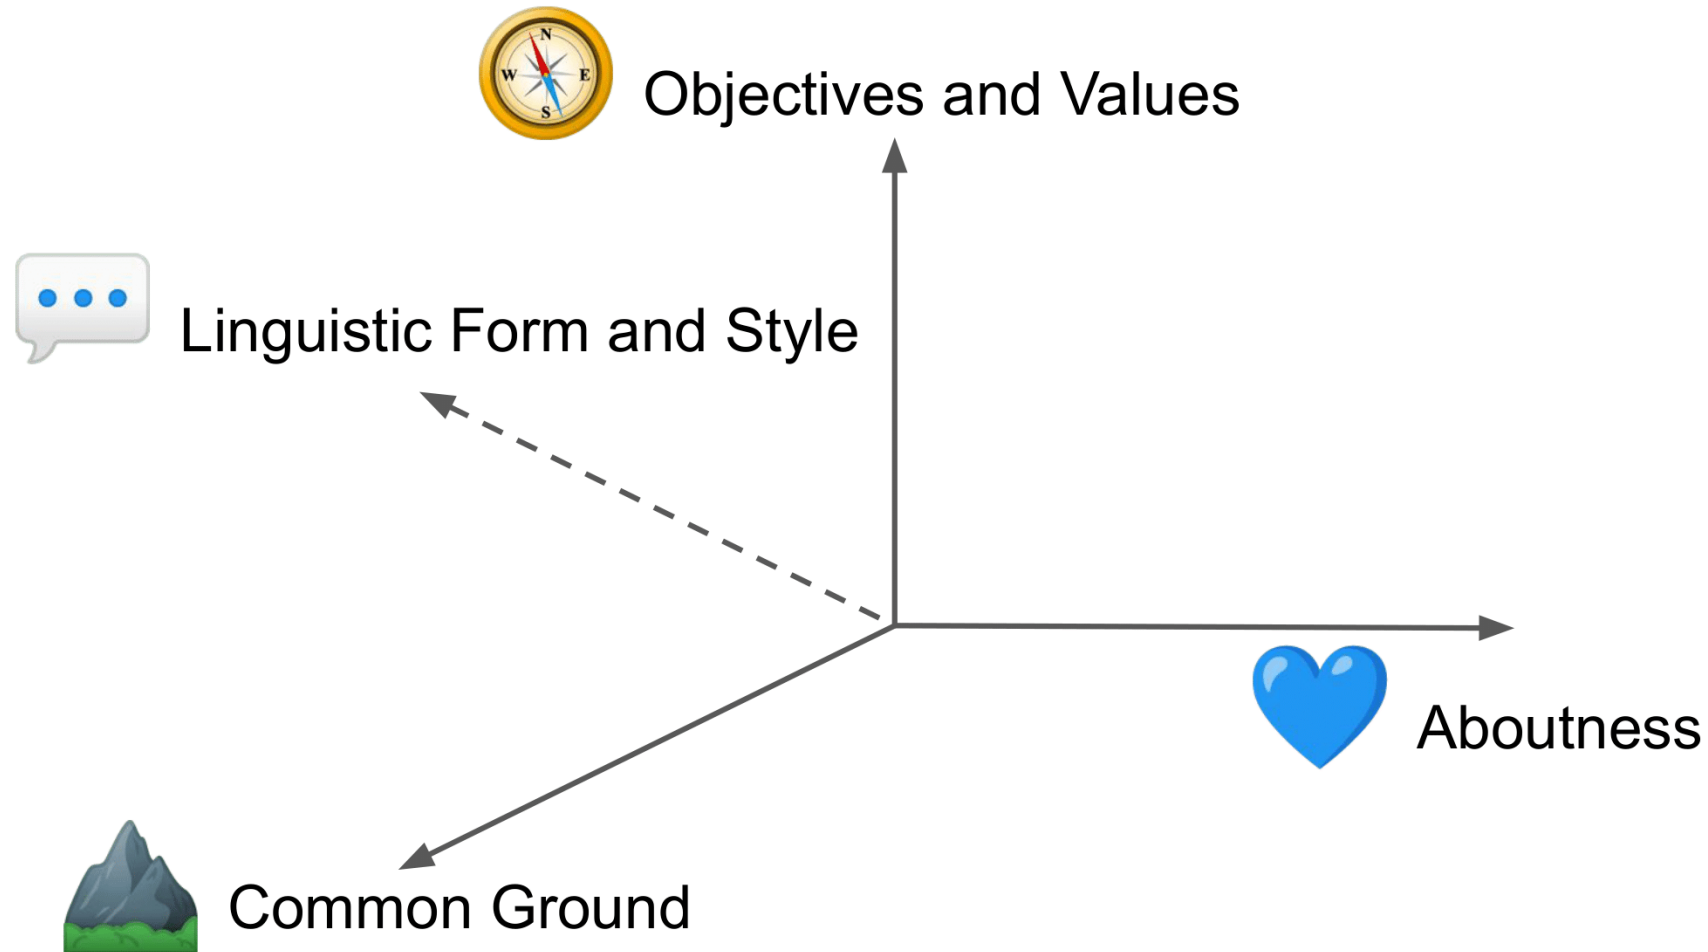 N
W E
S
Objectives and Values
Linguistic Form and Style
Aboutness
Common Ground